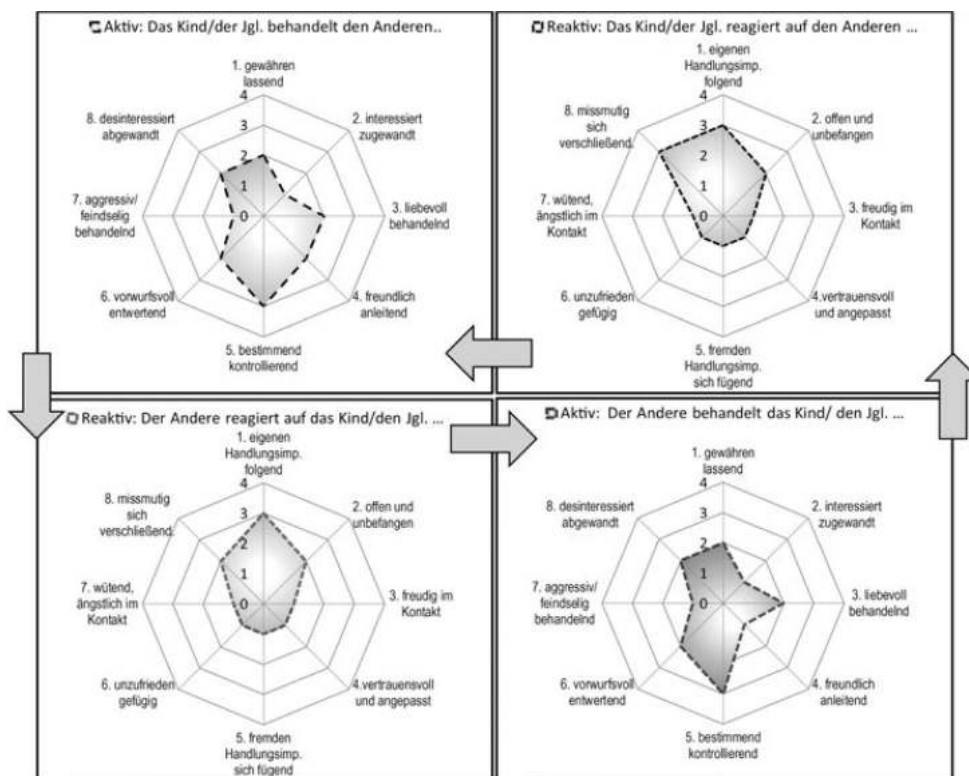 Aktiv: Das Kind/der Jgl. behandelt den Anderen..
1. gewähren
lassend
2. interessiert
zugewandt
3. liebevoll
behandelnd
4. freundlich
anleitend
5. bestimmend
kontrollierend
6. vorwurfsvoll
entwertend
7. aggressiv/
feindselig
behandelnd
8. desinteressiert
abgewandt
4
3
2
1
0
Reaktiv: Das Kind/der Jgl. reagiert auf den Anderen ...
1. eigenen
Handlungsimp.
folgend
2. offen und
unbefangen
3. freudig im
Kontakt
4.vertrauensvoll
und angepasst
5. fremden
Handlungsimp.
sich fügend
6. unzufrieden
gefügig
7. wütend,
ängstlich im
Kontakt
8. missmutig
sich
verschließend.
4
3
2
1
0
Reaktiv: Der Andere reagiert auf das Kind/den Jgl. ...
1. eigenen
Handlungsimp.
folgend
2. offen und
unbefangen
3. freudig im
Kontakt
4.vertrauensvoll
und angepasst
5. fremden
Handlungsimp.
sich fügend
6. unzufrieden
gefügig
7. wütend,
ängstlich im
Kontakt
8. missmutig
sich
verschließend.
4
3
2
1
0
Aktiv: Der Andere behandelt das Kind/ den Jgl. ...
1. gewähren
lassend
2. interessiert
zugewandt
3. liebevoll
behandelnd
4. freundlich
anleitend
5. bestimmend
kontrollierend
6. vorwurfsvoll
entwertend
7. aggressiv/
feindselig
behandelnd
8. desinteressiert
abgewandt
4
3
2
1
0